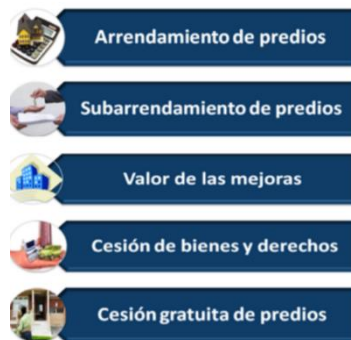 Arrendamiento de predios
Subarrendamiento de predios
Valor de las mejoras
Cesión de bienes y derechos
Cesión gratuita de predios